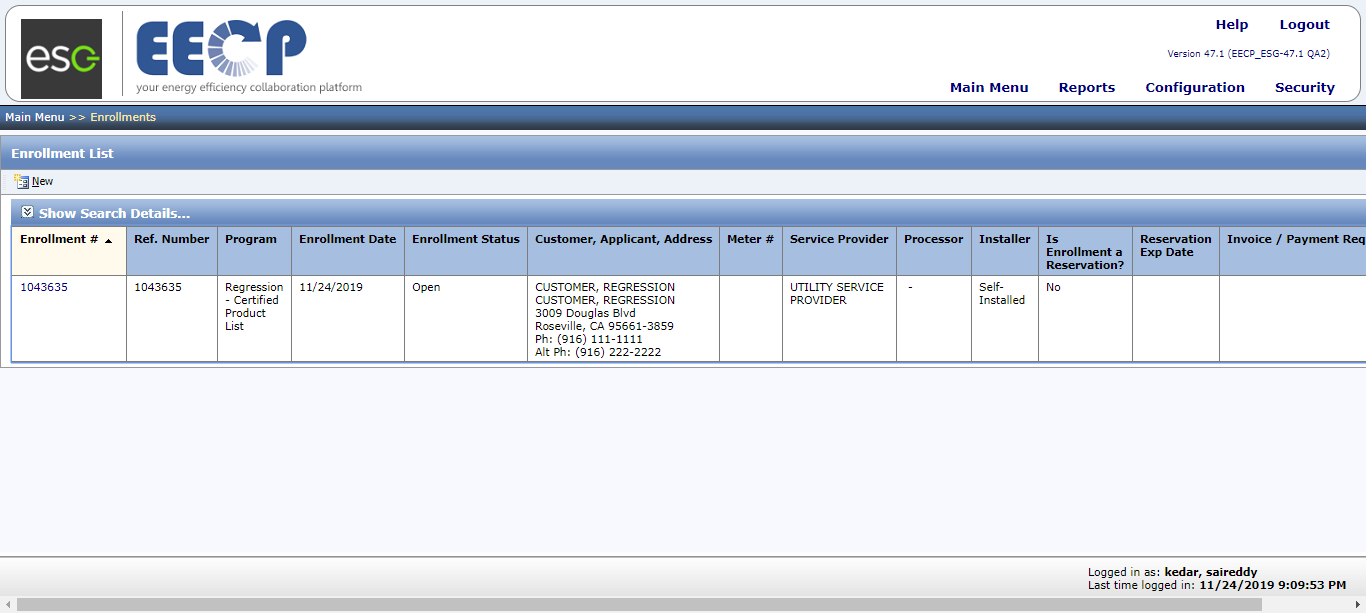 Help Logout
esg
EECP
your energy efficiency collaboration platform
Version 47.1 (EECP_ESG-47.1 QA2)
Main Menu Reports Configuration Security
Main Menu >> Enrollments
Enrollment List
New
Show Search Details...
Enrollment # Ref. Number Program Enrollment Date Enrollment Status Customer, Applicant, Address Meter # Service Provider Processor Installer Is Enrollment a Reservation? Reservation Exp Date Invoice / Payment Req
1043635 1043635 Regression - Certified Product List 11/24/2019 Open
CUSTOMER, REGRESSION
CUSTOMER, REGRESSION
3009 Douglas Blvd
Roseville, CA 95661-3859
Ph: (916) 111-1111
Alt Ph: (916) 222-2222
UTILITY SERVICE PROVIDER - Self-Installed No
Logged in as: kedar, saireddy
Last time logged in: 11/24/2019 9:09:53 PM